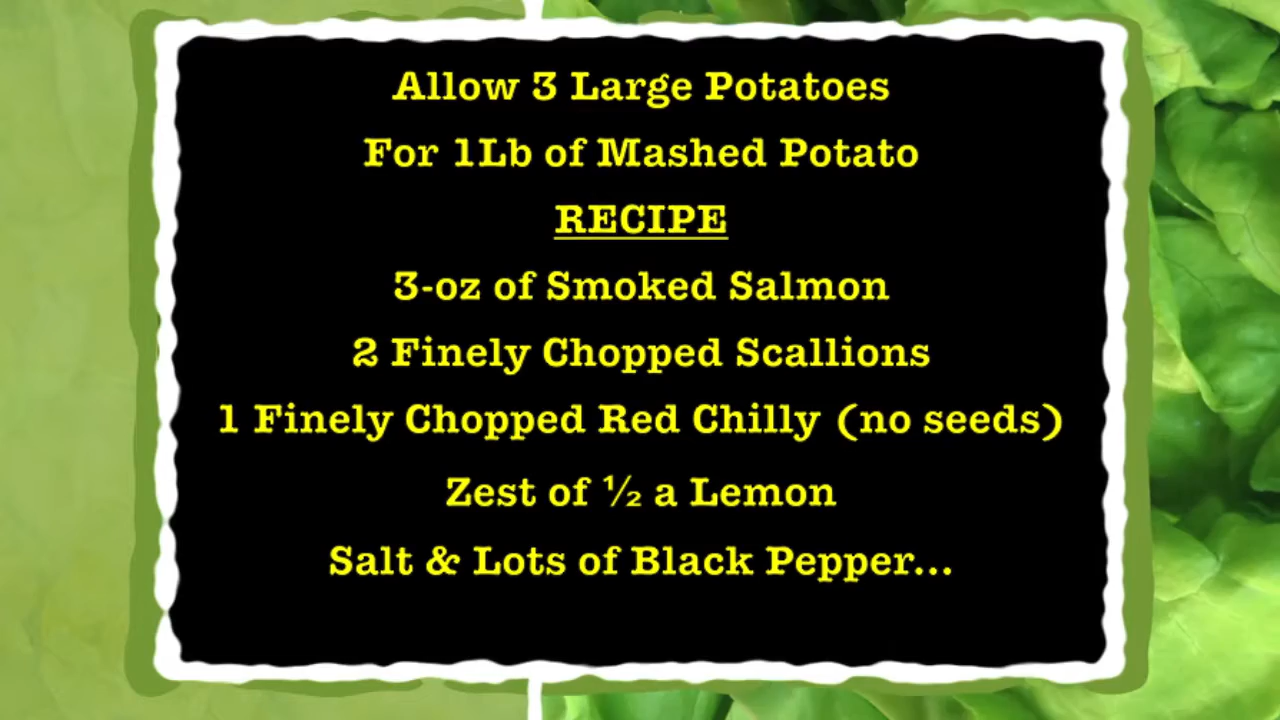 Allow 3 Large Potatoes
For 1Lb of Mashed Potato
RECIPE
3-oz of Smoked Salmon
2 Finely Chopped Scallions
1 Finely Chopped Red Chilly (no seeds)
Zest of ½ a Lemon
Salt & Lots of Black Pepper...